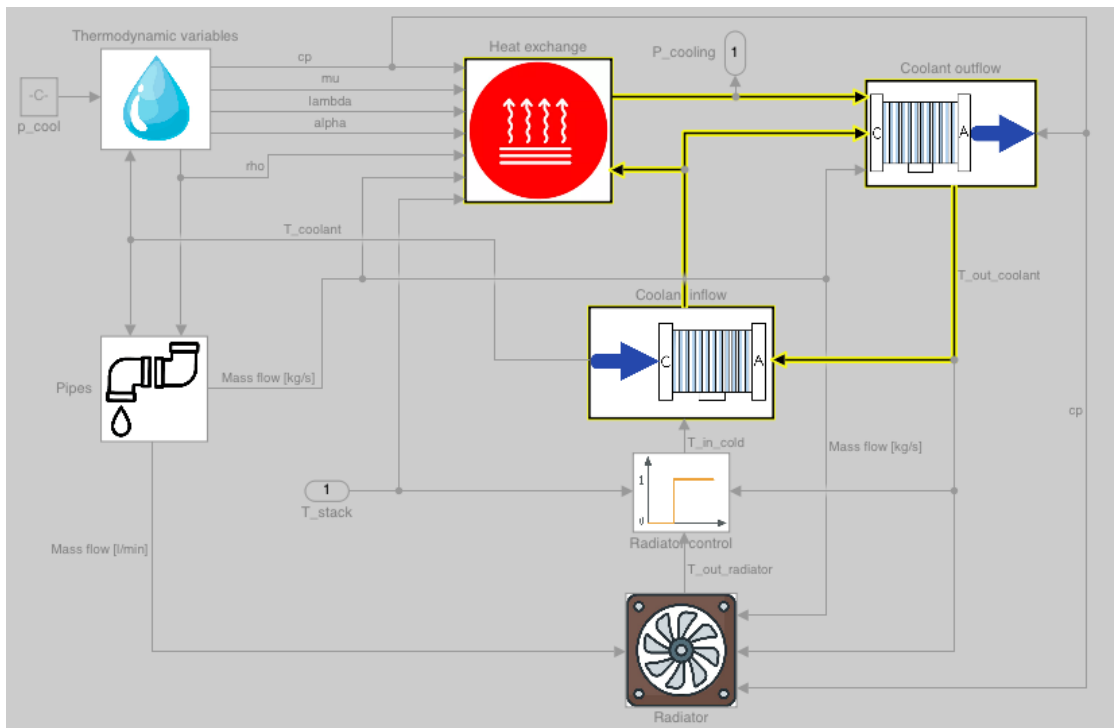 Thermodynamic variables
Heat exchange
P_cooling
1
Coolant outflow
cp
mu
lambda
alpha
rho
-C-
p_cool
C
A
T_coolant
T_out_coolant
Coolant inflow
C
A
Pipes
Mass flow [kg/s]
cp
T_in_cold
Mass flow [kg/s]
1
T_stack
1
0
Radiator control
Mass flow [l/min]
T_out_radiator
Radiator